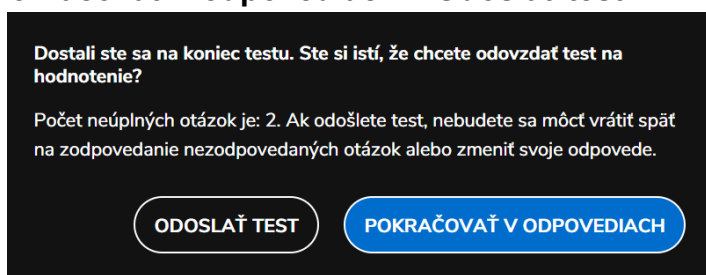 Dostali ste sa na koniec testu. Ste si istí, že chcete odovzdať test na
hodnotenie?
Počet neúplných otázok je: 2. Ak odošlete test, nebudete sa môcť vrátiť späť
na zodpovedanie nezodpovedaných otázok alebo zmeniť svoje odpovede.
ODOSLAŤ TEST
POKRAČOVAŤ V ODPOVEDIACH